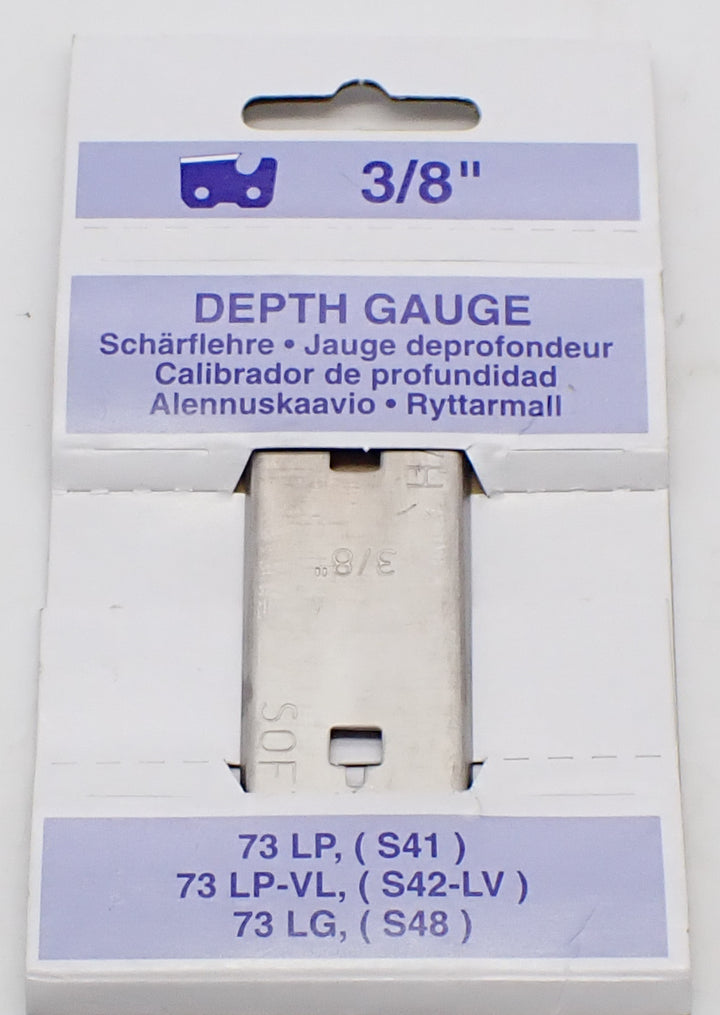 3/8"
DEPTH GAUGE
Schärflehre • Jauge deprofondeur
Calibrador de profundidad
Alennuskaavio • Ryttarmall
3/8"
SOF
73 LP, ( S41 )
73 LP-VL, ( S42-LV )
73 LG, ( S48 )